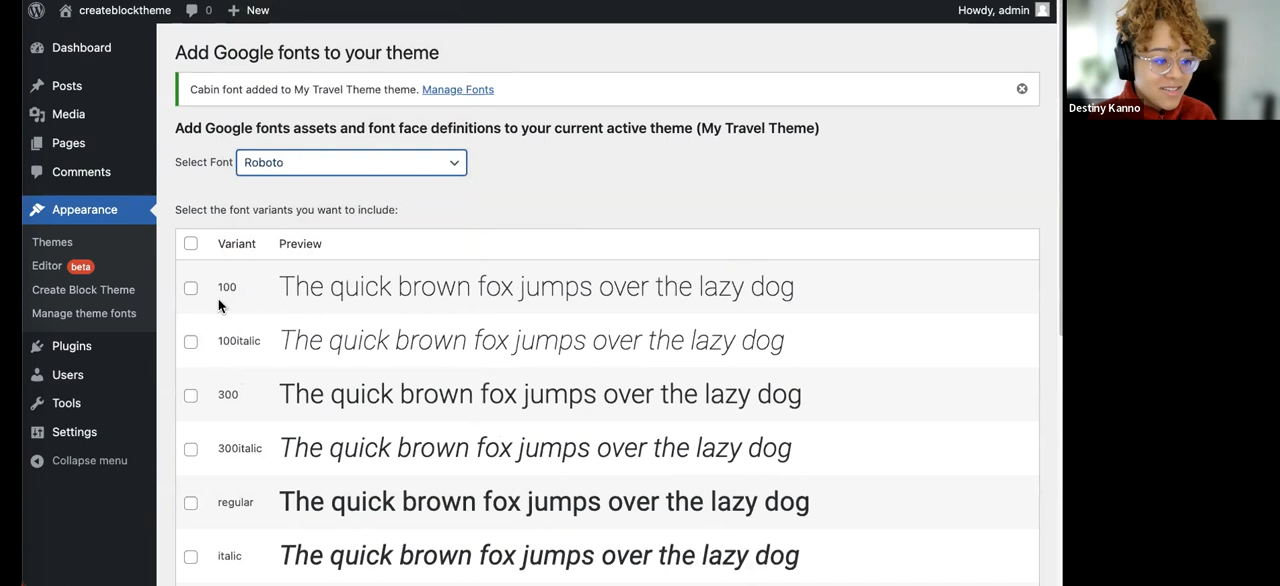 createblocktheme 0 New Howdy, admin
Destiny Kanno
Dashboard
Posts
Media
Pages
Comments
Appearance
Themes
Editor beta
Create Block Theme
Manage theme fonts
Plugins
Users
Tools
Settings
Collapse menu
Add Google fonts to your theme
Cabin font added to My Travel Theme theme. Manage Fonts
Add Google fonts assets and font face definitions to your current active theme (My Travel Theme)
Select Font Roboto
Select the font variants you want to include:
Variant Preview
100 The quick brown fox jumps over the lazy dog
100italic The quick brown fox jumps over the lazy dog
300 The quick brown fox jumps over the lazy dog
300italic The quick brown fox jumps over the lazy dog
regular The quick brown fox jumps over the lazy dog
italic The quick brown fox jumps over the lazy dog